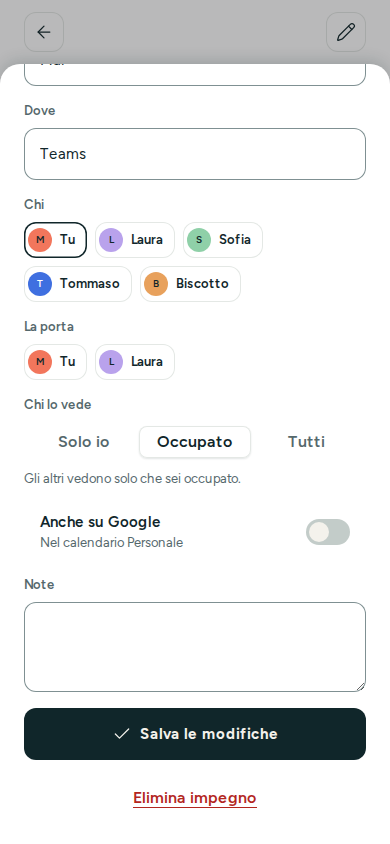 Dove
Teams
Chi
M Tu L Laura S Sofia
T Tommaso B Biscotto
La porta
M Tu L Laura
Chi lo vede
Solo io Occupato Tutti
Gli altri vedono solo che sei occupato.
Anche su Google
Nel calendario Personale
Note
Salva le modifiche
Elimina impegno